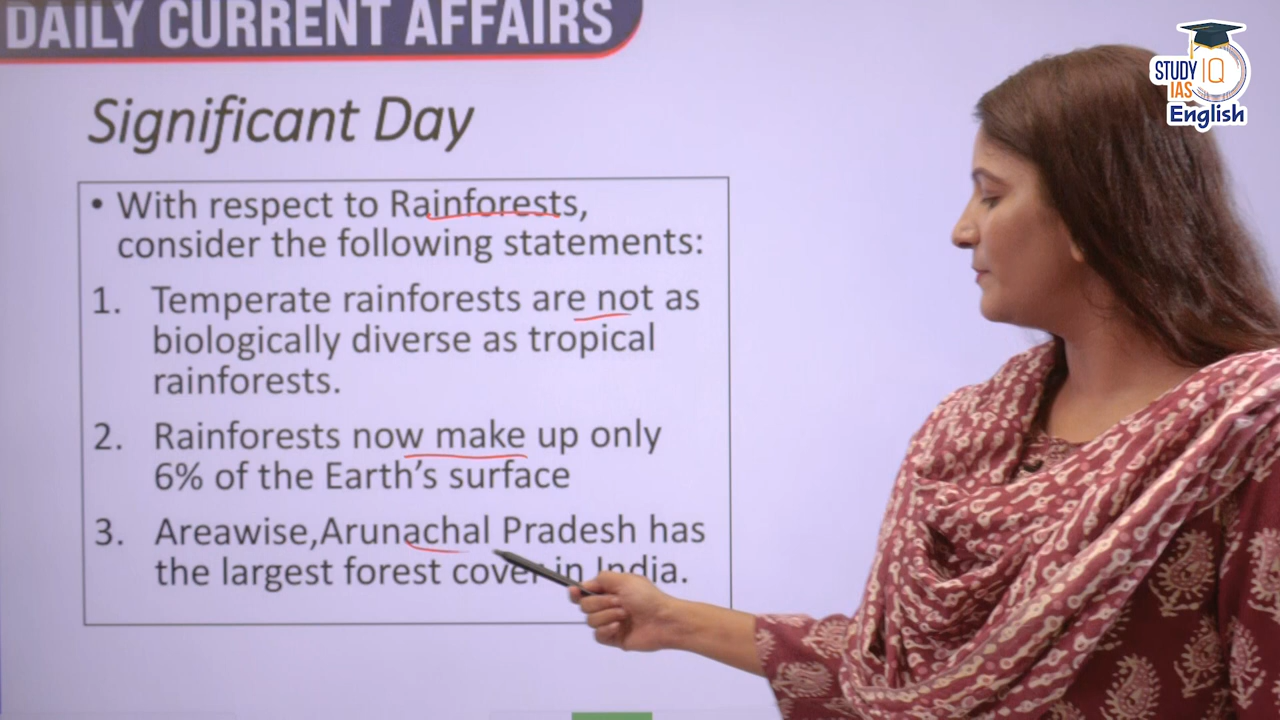 DAILY CURRENT AFFAIRS
STUDY IQ
IAS
English
Significant Day
• With respect to Rainforests,
consider the following statements:
1. Temperate rainforests are not as
biologically diverse as tropical
rainforests.
2. Rainforests now make up only
6% of the Earth's surface
3. Areawise,Arunachal Pradesh has
the largest forest cover in India.